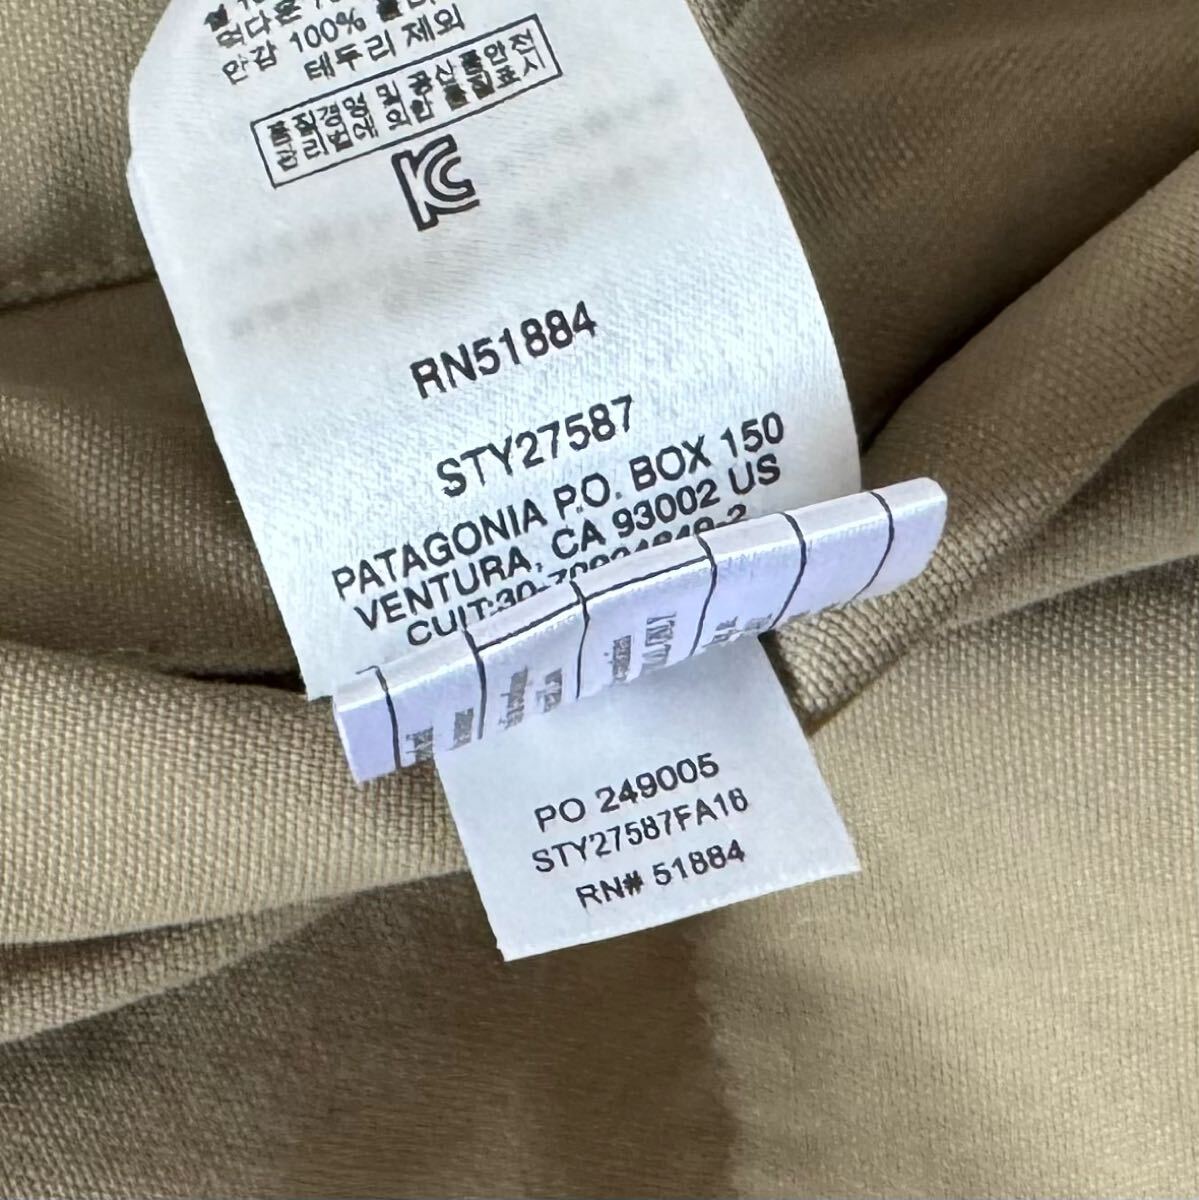 안감 100%
테두리 제외
품질경영 및 공산품안전
관리법에 의한 품질표시
KC
RN51884
STY27587
PATAGONIA P.O. BOX 150
VENTURA, CA 93002 US
PO 249005
STY27587FA16
RN# 51884